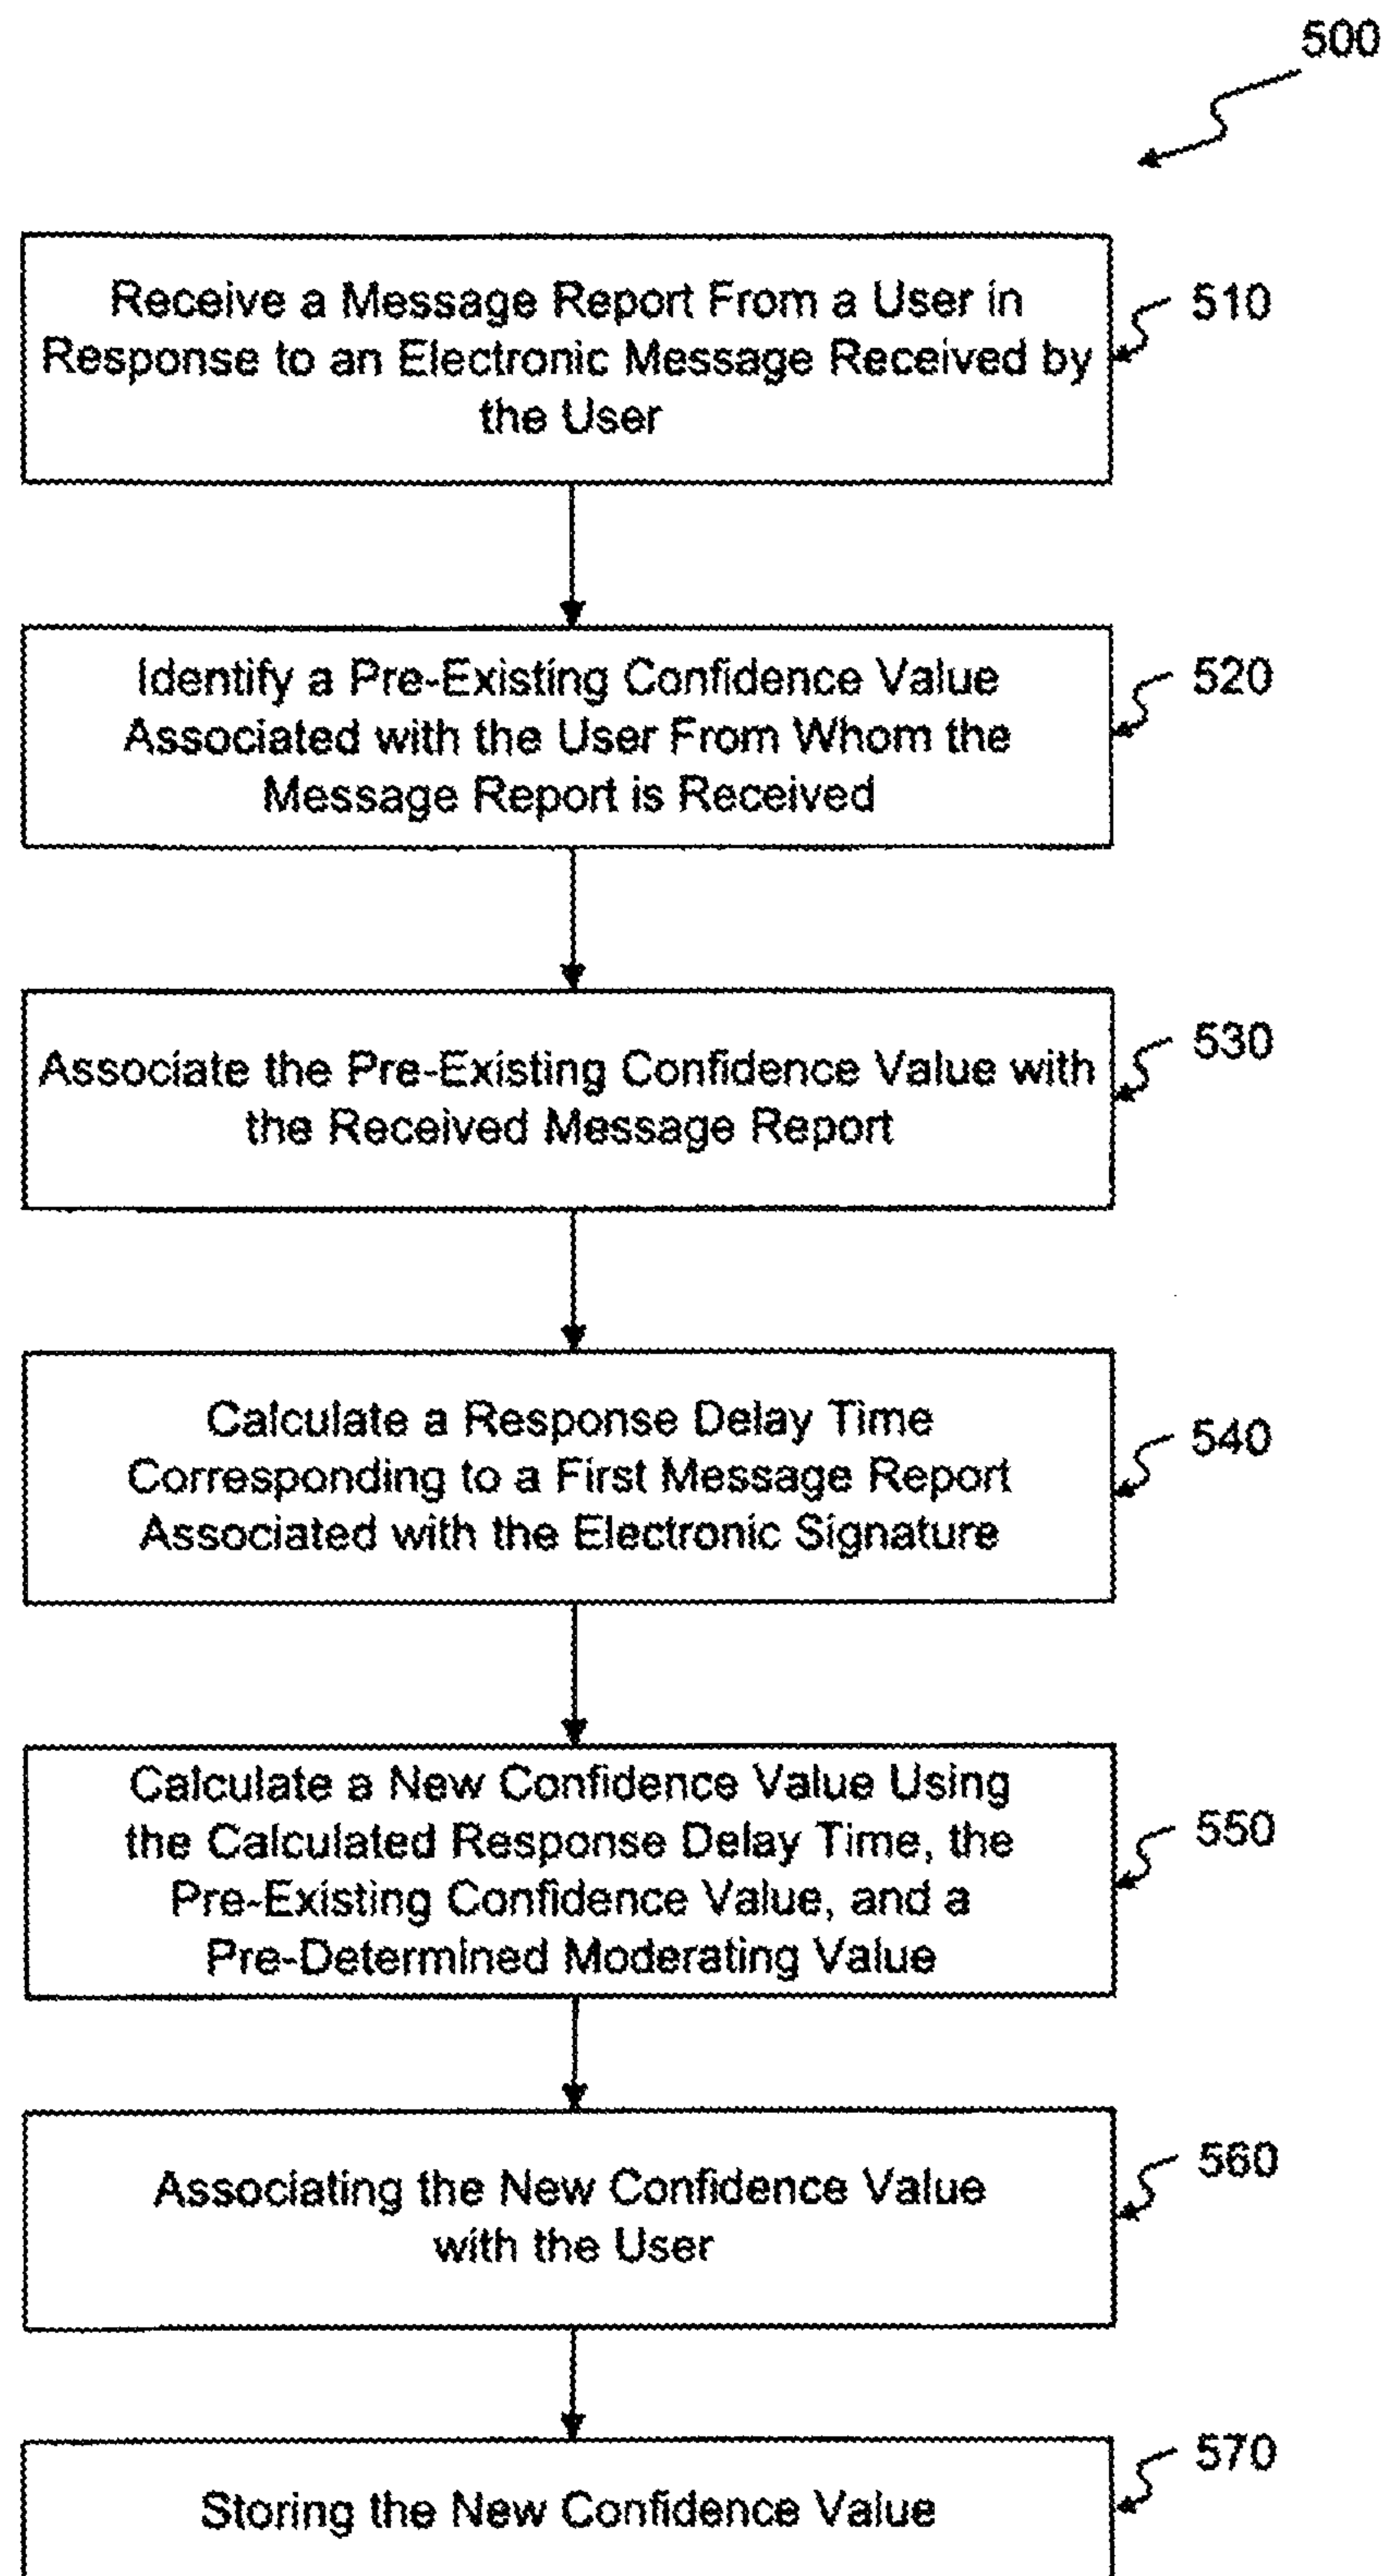 500
Receive a Message Report From a User in
Response to an Electronic Message Received by
the User
510
Identify a Pre-Existing Confidence Value
Associated with the User From Whom the
Message Report is Received
520
Associate the Pre-Existing Confidence Value with
the Received Message Report
530
Calculate a Response Delay Time
Corresponding to a First Message Report
Associated with the Electronic Signature
540
Calculate a New Confidence Value Using
the Calculated Response Delay Time, the
Pre-Existing Confidence Value, and a
Pre-Determined Moderating Value
550
Associating the New Confidence Value
with the User
560
Storing the New Confidence Value
570